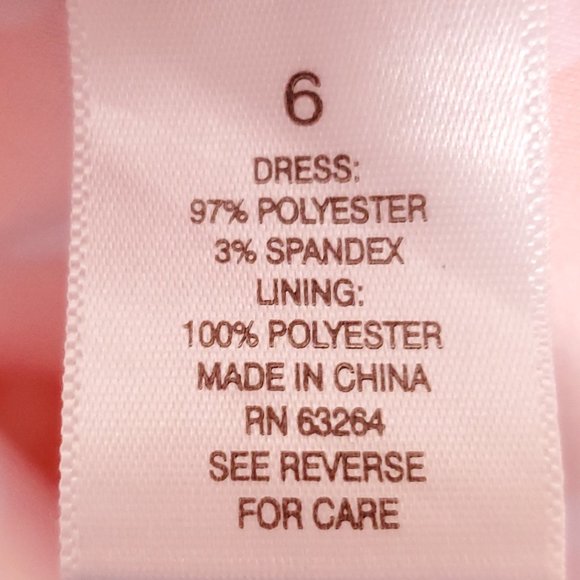 6
DRESS:
97% POLYESTER
3% SPANDEX
LINING:
100% POLYESTER
MADE IN CHINA
RN 63264
SEE REVERSE
FOR CARE